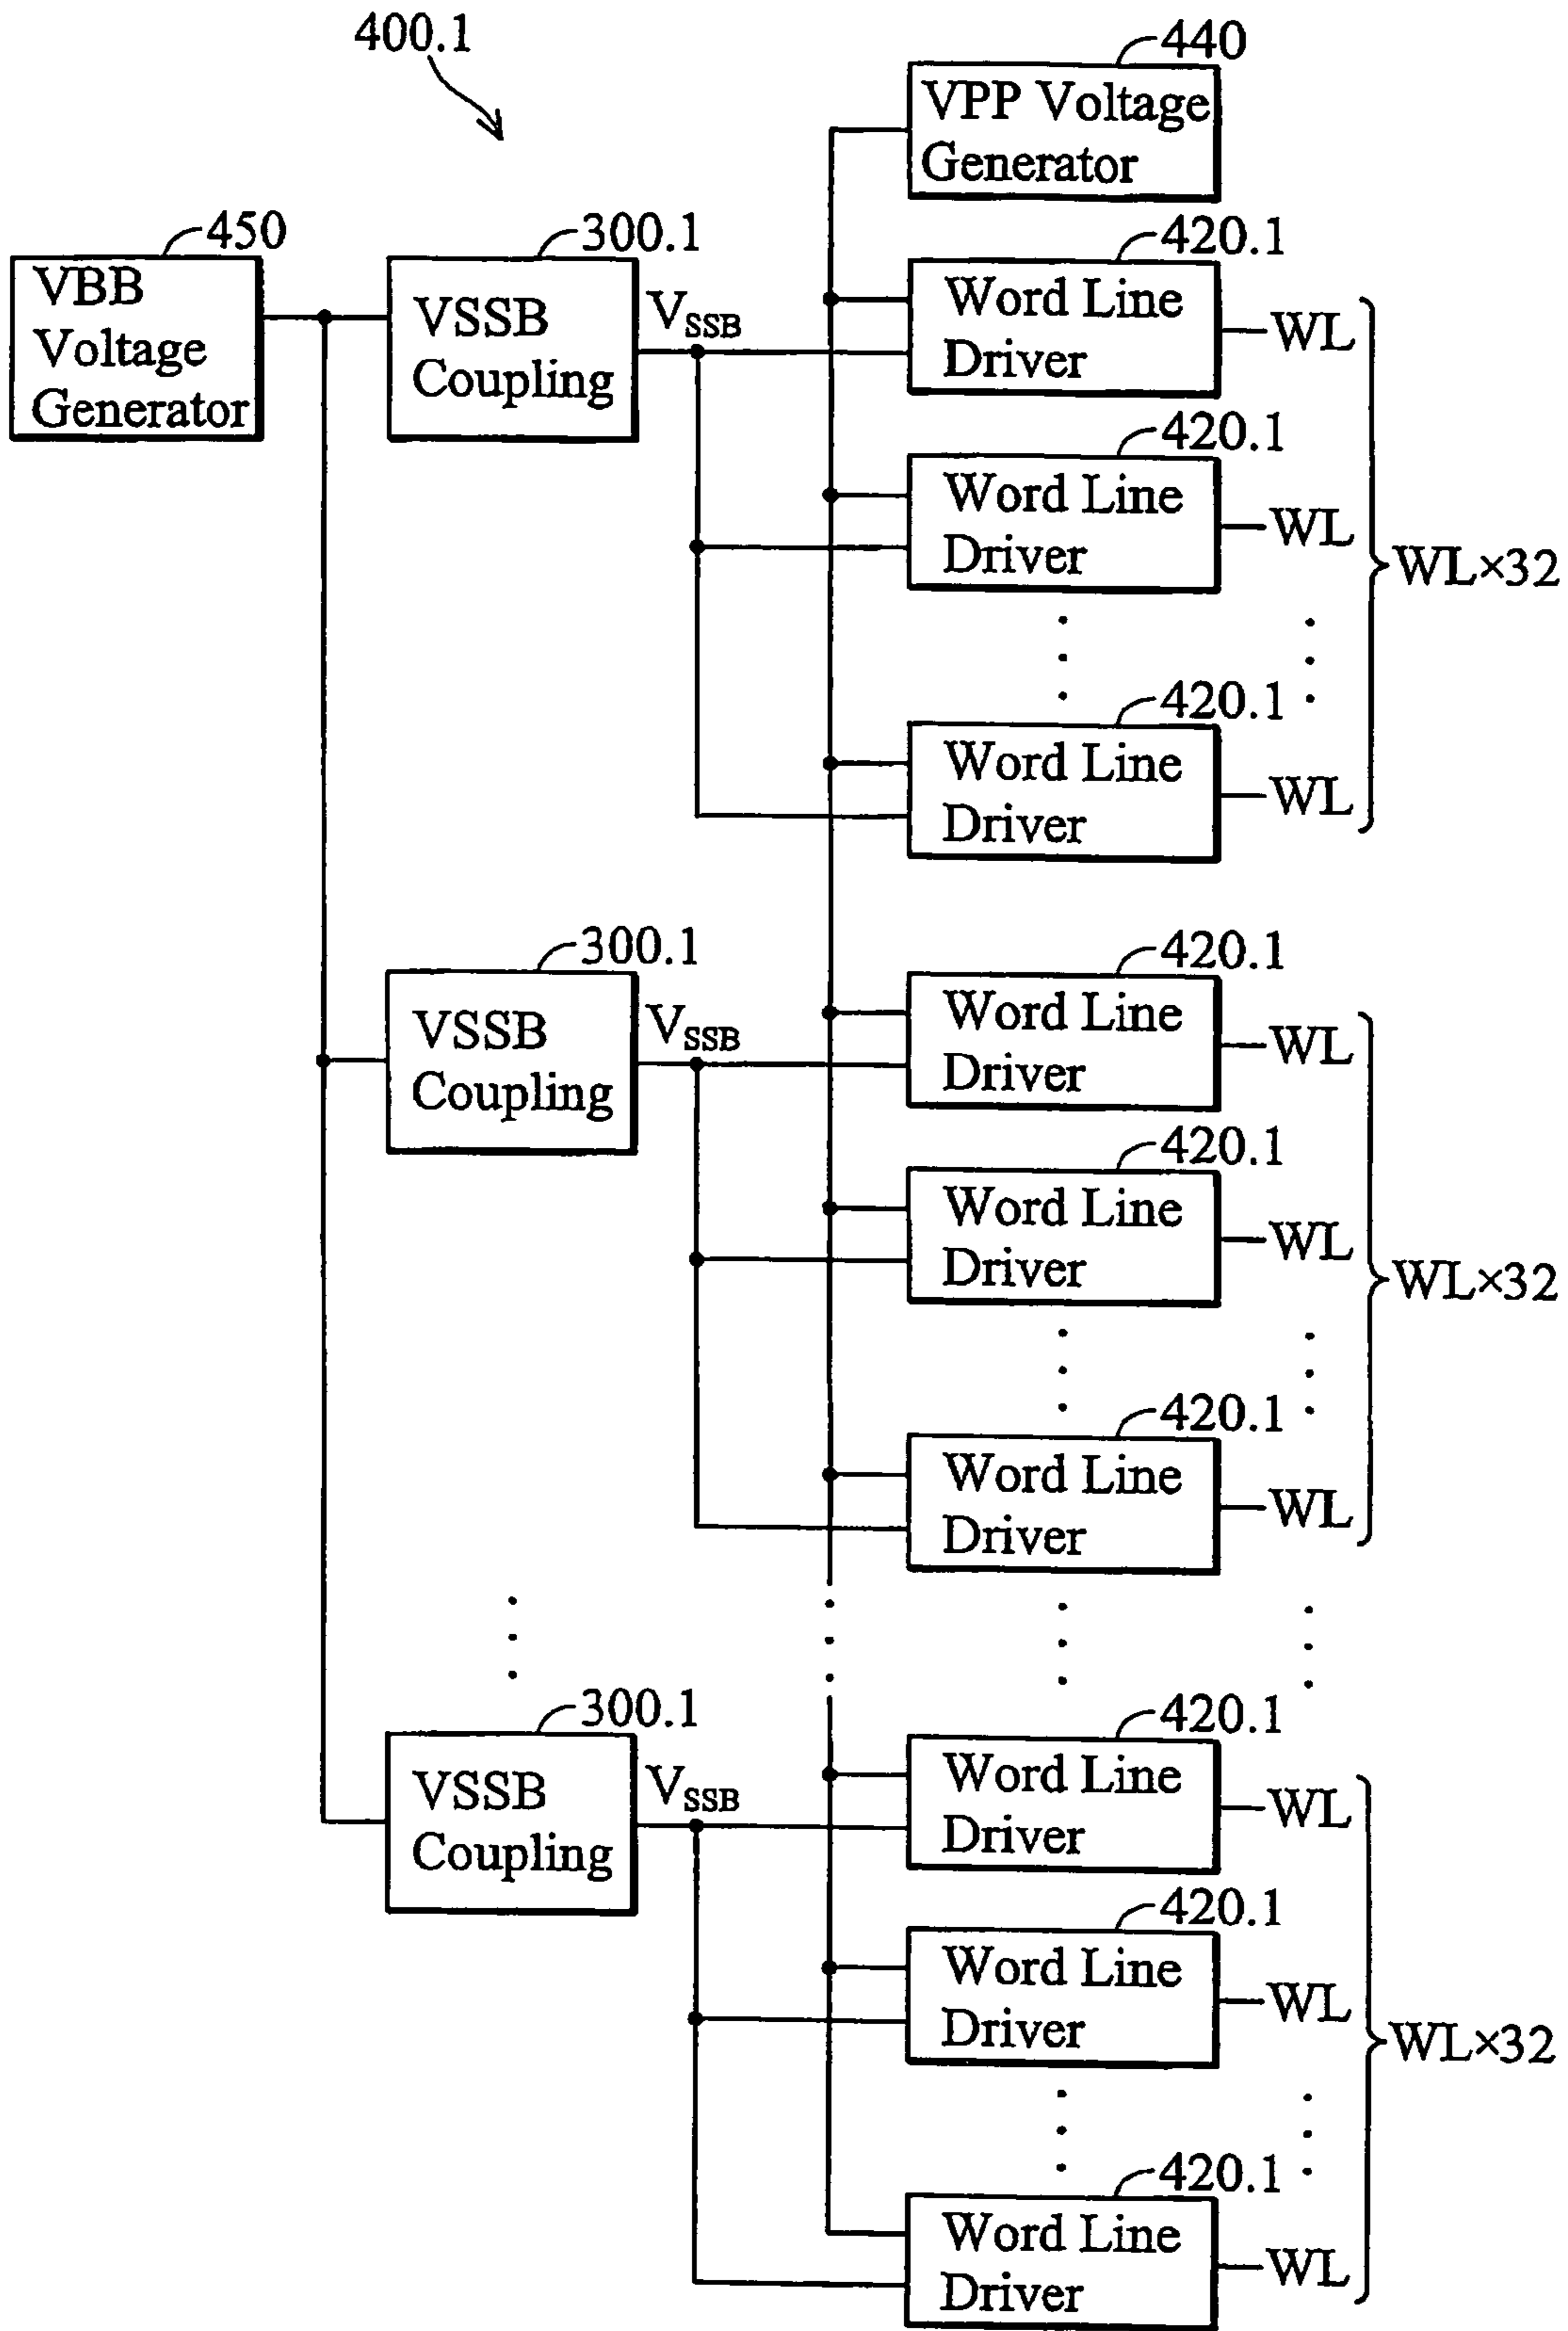 400.1
440
VPP Voltage
Generator
450
VBB
Voltage
Generator
300.1
VSSB
Coupling
VSSB
420.1
Word Line
Driver
WL
420.1
Word Line
Driver
WL
WL×32
420.1
Word Line
Driver
WL
300.1
VSSB
Coupling
VSSB
420.1
Word Line
Driver
WL
420.1
Word Line
Driver
WL
WL×32
420.1
Word Line
Driver
WL
300.1
VSSB
Coupling
VSSB
420.1
Word Line
Driver
WL
420.1
Word Line
Driver
WL
WL×32
420.1
Word Line
Driver
WL